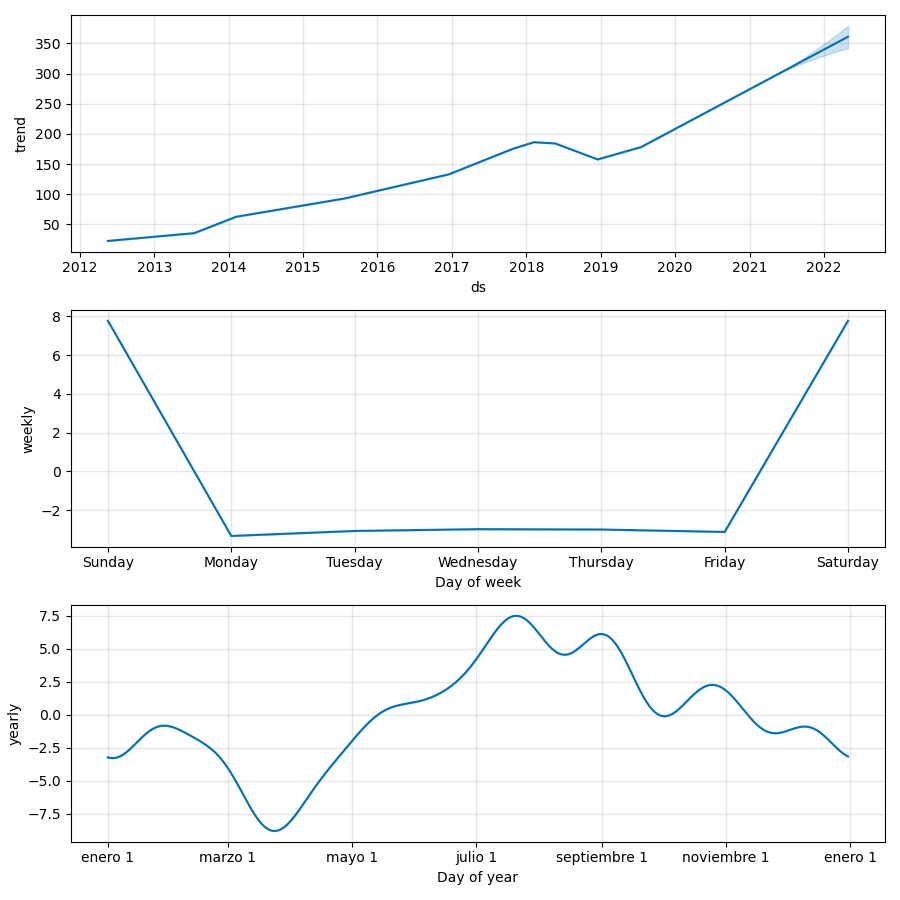 350
300
250
200
150
100
50
trend
2012 2013 2014 2015 2016 2017 2018 2019 2020 2021 2022
ds
8
6
4
2
0
−2
weekly
Sunday Monday Tuesday Wednesday Thursday Friday Saturday
Day of week
7.5
5.0
2.5
0.0
−2.5
−5.0
−7.5
yearly
enero 1 marzo 1 mayo 1 julio 1 septiembre 1 noviembre 1 enero 1
Day of year